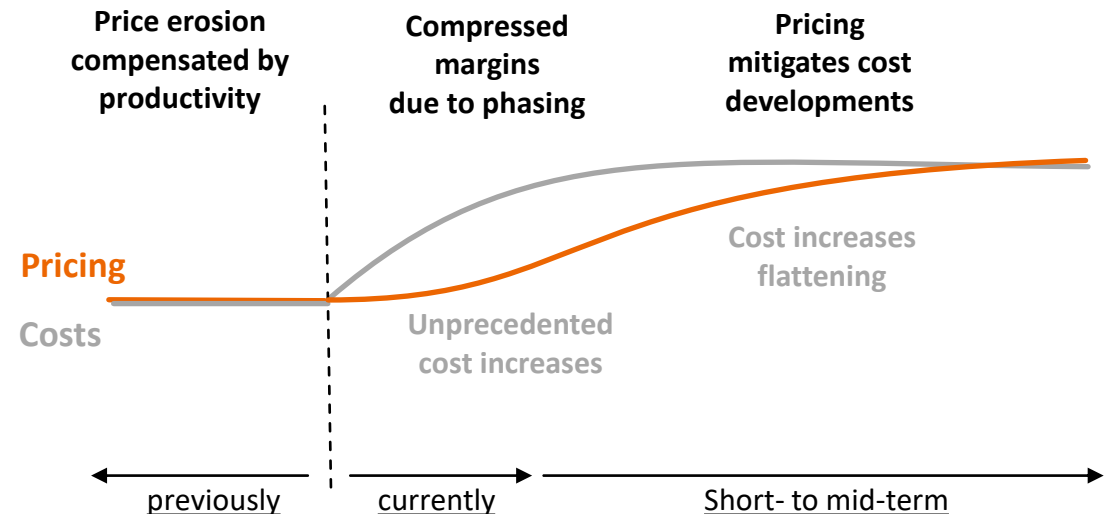 Price erosion
compensated by
productivity
Compressed
margins
due to phasing
Pricing
mitigates cost
developments
Pricing
Costs
Unprecedented
cost increases
Cost increases
flattening
previously
currently
Short- to mid-term